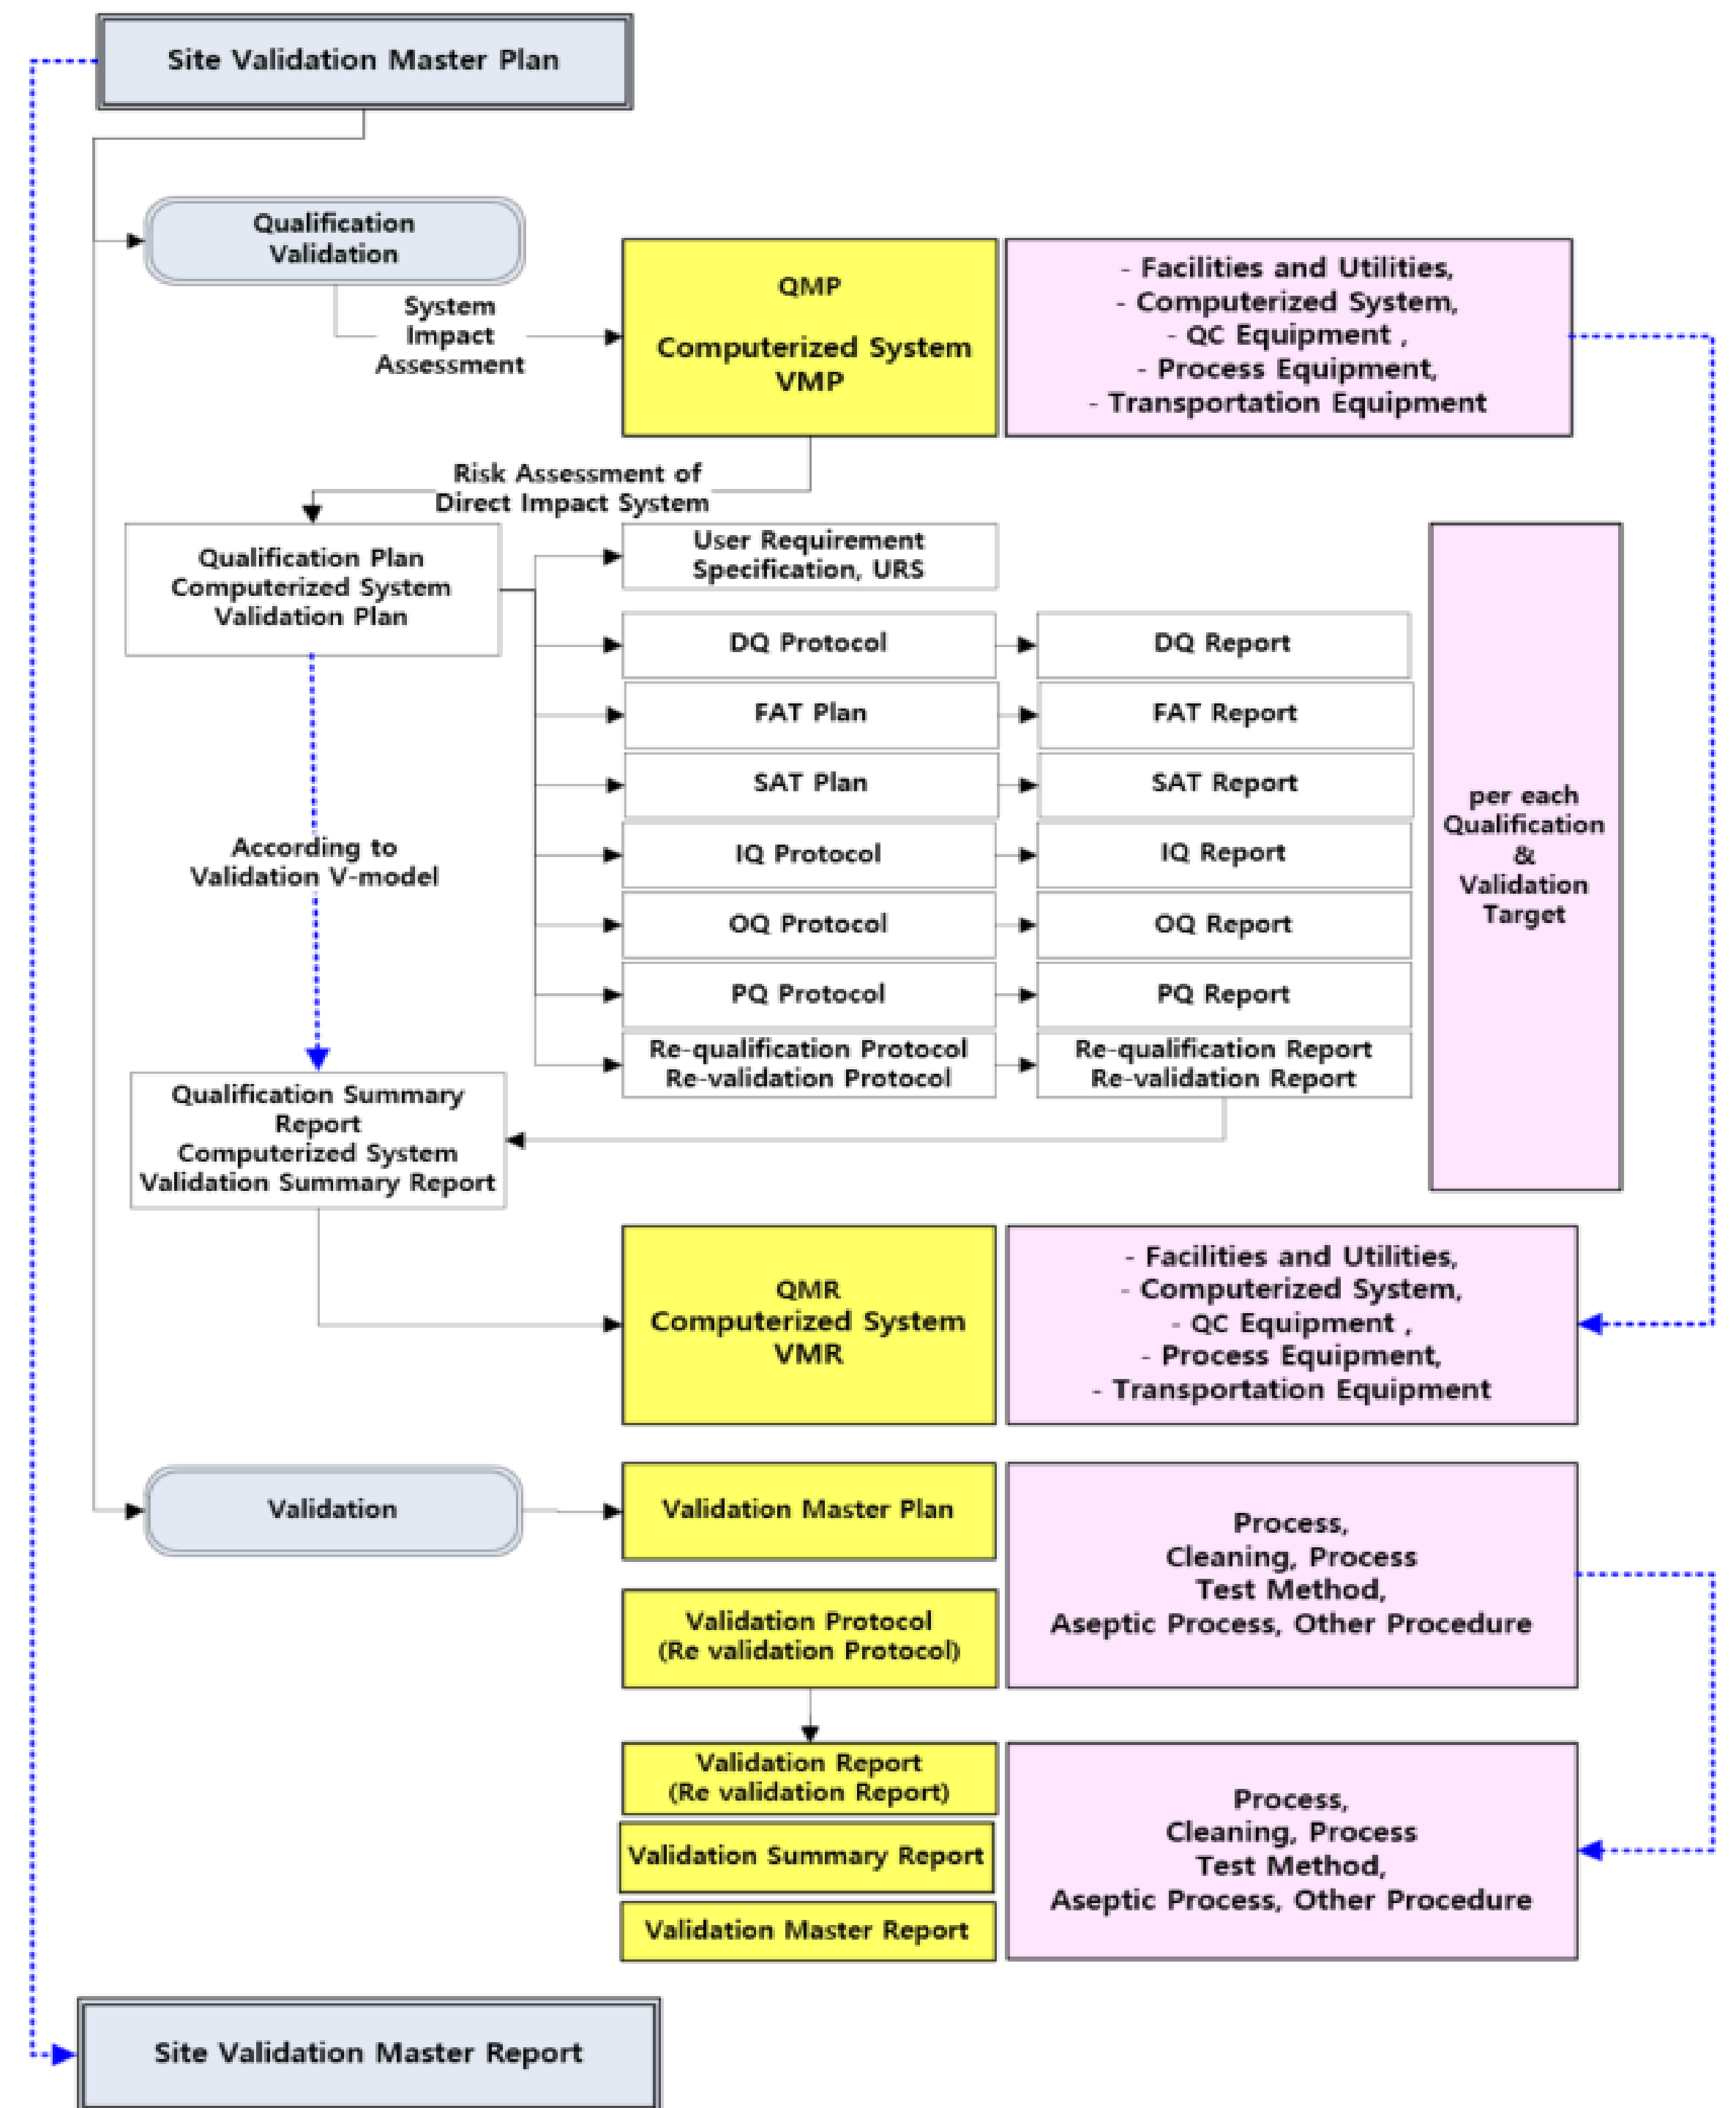 Site Validation Master Plan
Qualification
Validation
System
Impact
Assessment
QMP
Computerized System
VMP
- Facilities and Utilities,
- Computerized System,
- QC Equipment ,
- Process Equipment,
- Transportation Equipment
Risk Assessment of
Direct Impact System
Qualification Plan
Computerized System
Validation Plan
User Requirement
Specification, URS
DQ Protocol
DQ Report
FAT Plan
FAT Report
SAT Plan
SAT Report
IQ Protocol
IQ Report
OQ Protocol
OQ Report
PQ Protocol
PQ Report
Re-qualification Protocol
Re-validation Protocol
Re-qualification Report
Re-validation Report
per each
Qualification
&
Validation
Target
According to
Validation V-model
Qualification Summary
Report
Computerized System
Validation Summary Report
QMR
Computerized System
VMR
- Facilities and Utilities,
- Computerized System,
- QC Equipment ,
- Process Equipment,
- Transportation Equipment
Validation
Validation Master Plan
Validation Protocol
(Re validation Protocol)
Process,
Cleaning, Process
Test Method,
Aseptic Process, Other Procedure
Validation Report
(Re validation Report)
Validation Summary Report
Validation Master Report
Process,
Cleaning, Process
Test Method,
Aseptic Process, Other Procedure
Site Validation Master Report